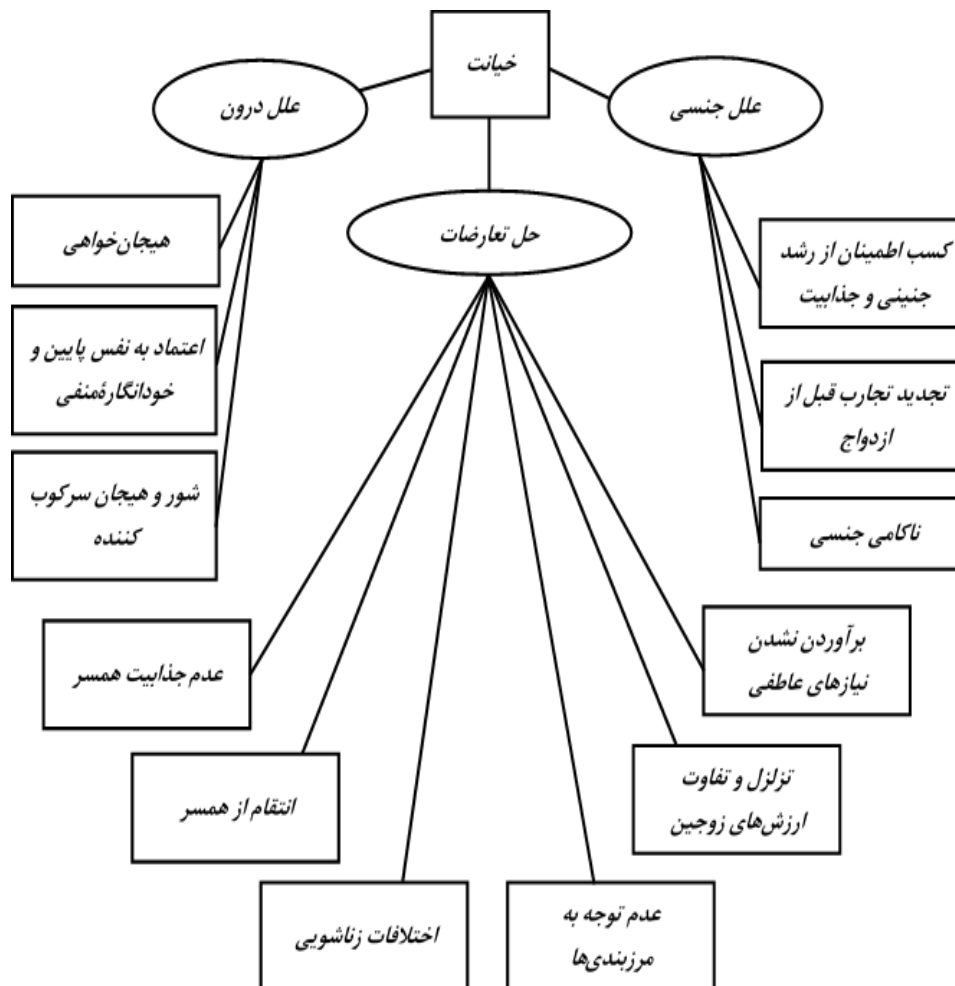 خیانت
علل جنسی
علل درون
حل تعارضات
کسب اطمینان از رشد
جنینی و جذابیت
تجدید تجارب قبل از
ازدواج
ناکامی جنسی
هیجان‌خواهی
اعتماد به نفس پایین و
خودانگارهٔ‌منفی
شور و هیجان سرکوب
کننده
برآوردن نشدن
نیازهای عاطفی
تزلزل و تفاوت
ارزش‌های زوجین
عدم توجه به
مرزبندی‌ها
اختلافات زناشویی
انتقام از همسر
عدم جذابیت همسر